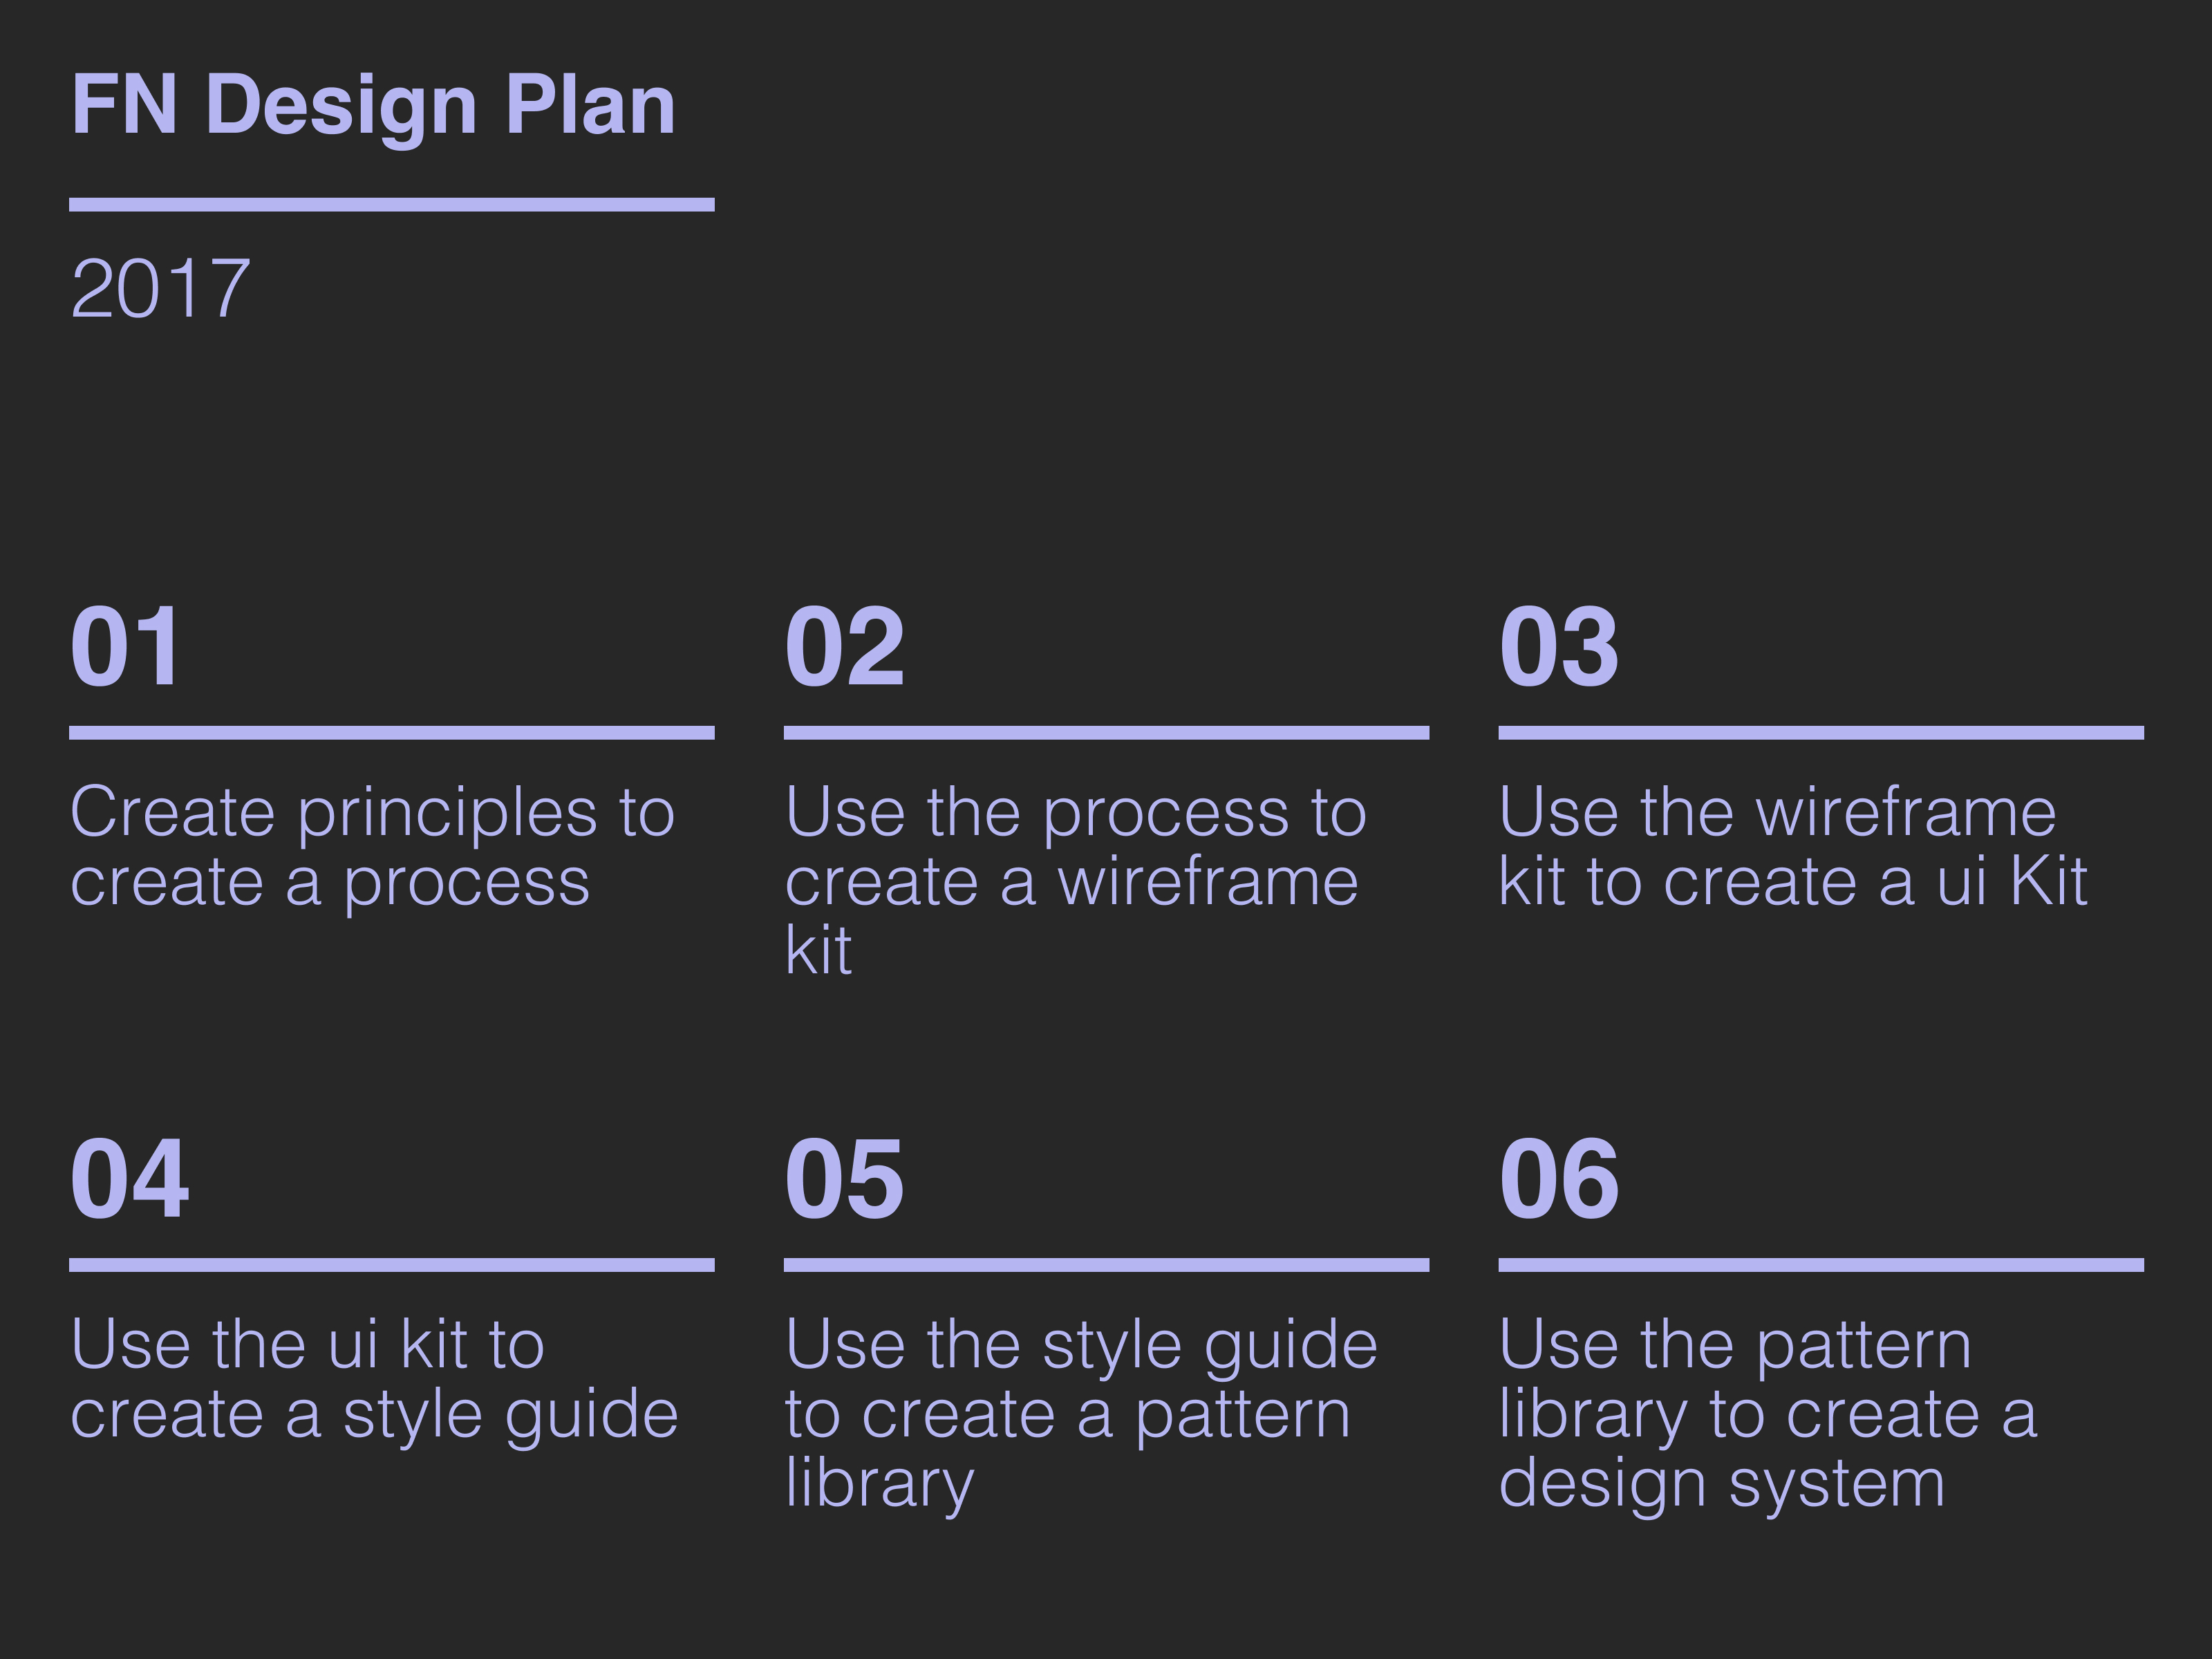 FN Design Plan
2017
01
Create principles to
create a process
02
Use the process to
create a wireframe
kit
03
Use the wireframe
kit to create a ui Kit
04
Use the ui kit to
create a style guide
05
Use the style guide
to create a pattern
library
06
Use the pattern
library to create a
design system